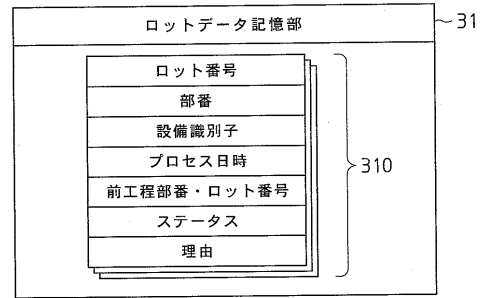 ロットデータ記憶部
31
ロット番号
部番
設備識別子
プロセス日時
前工程部番・ロット番号
ステータス
理由
310